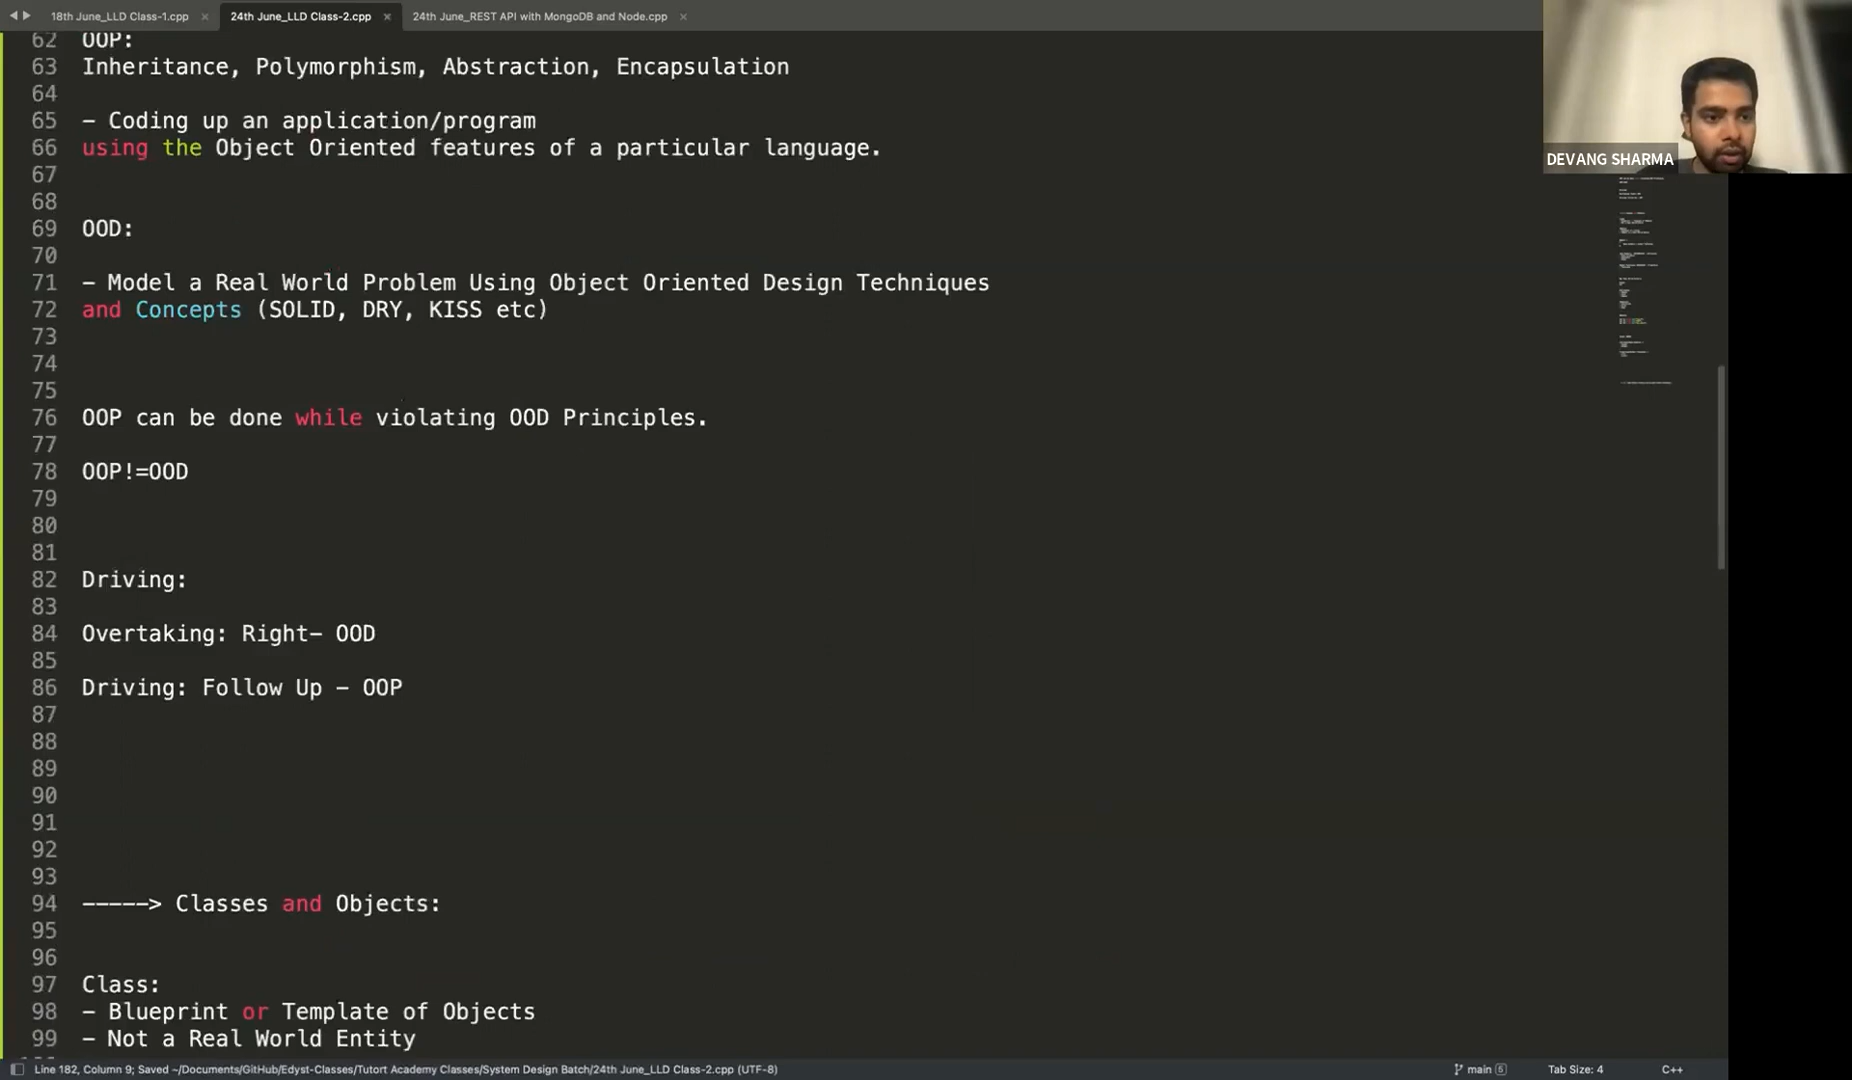 18th June_LLD Class-1.cpp
24th June_LLD Class-2.cpp
24th June_REST API with MongoDB and Node.cpp
DEVANG SHARMA
62 OOP:
63 Inheritance, Polymorphism, Abstraction, Encapsulation
64
65 - Coding up an application/program
66 using the Object Oriented features of a particular language.
67
68
69 OOD:
70
71 - Model a Real World Problem Using Object Oriented Design Techniques
72 and Concepts (SOLID, DRY, KISS etc)
73
74
75
76 OOP can be done while violating OOD Principles.
77
78 OOP!=OOD
79
80
81
82 Driving:
83
84 Overtaking: Right- OOD
85
86 Driving: Follow Up - OOP
87
88
89
90
91
92
93
94 -----> Classes and Objects:
95
96
97 Class:
98 - Blueprint or Template of Objects
99 - Not a Real World Entity
Line 182, Column 9; Saved ~/Documents/GitHub/Edyst-Classes/Tutort Academy Classes/System Design Batch/24th June_LLD Class-2.cpp (UTF-8)
main 5
Tab Size: 4
C++